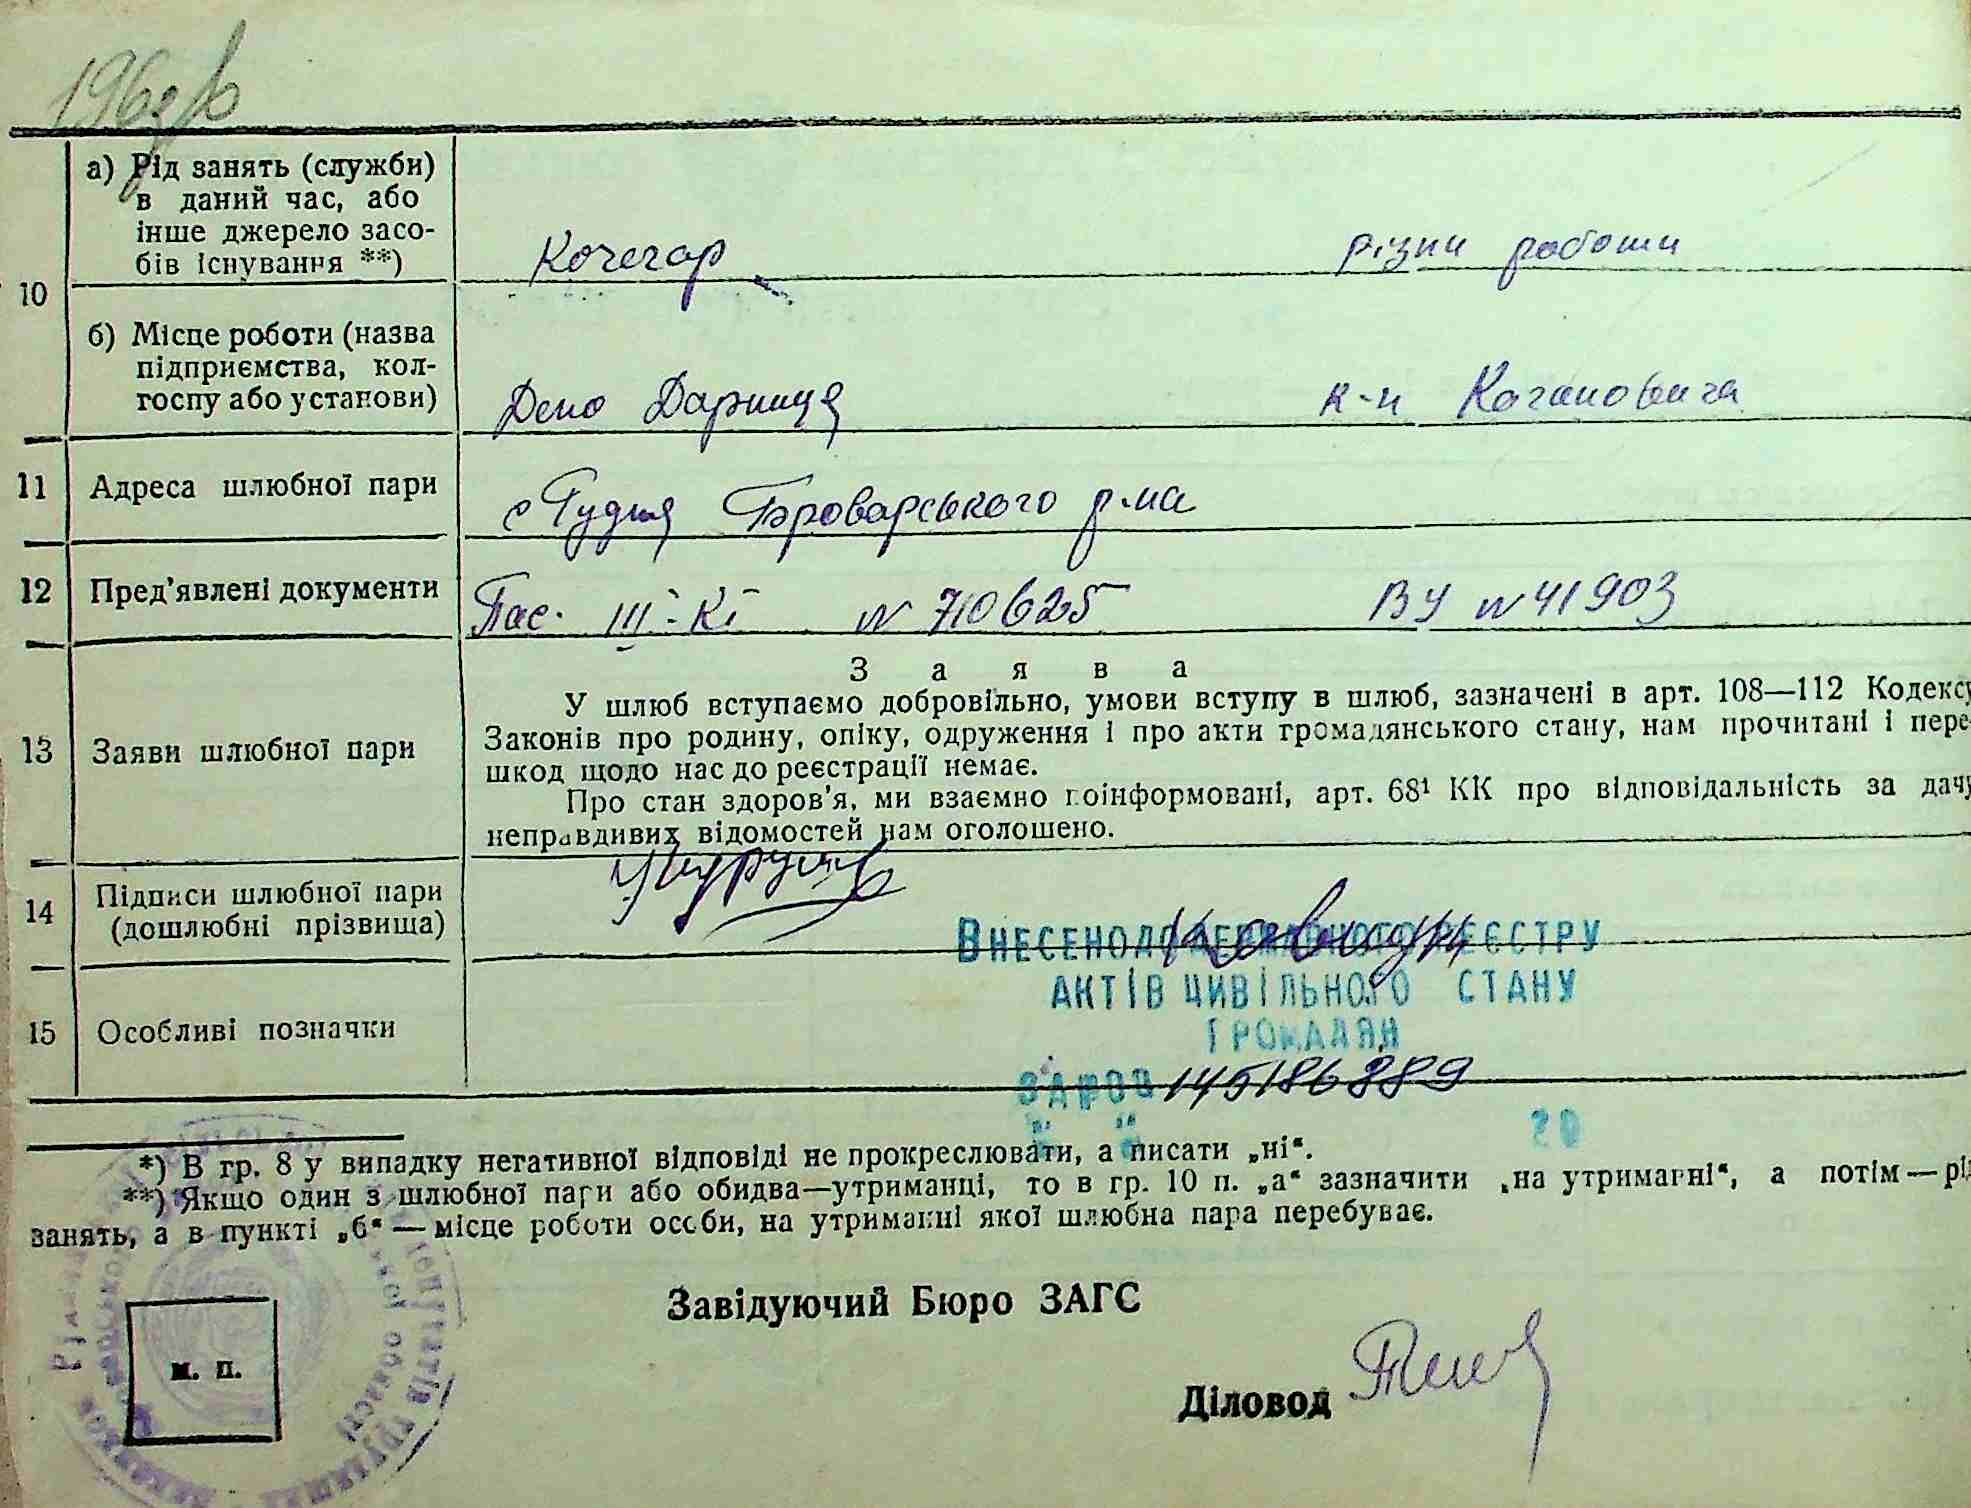 а) Рід занять (служби)
в даний час, або
інше джерело засо-
бів існування **)
Кочегар
різни роботи
10
б) Місце роботи (назва
підприємства, кол-
госпу або установи)
Депо Дарниця
к-п Кагановича
11
Адреса шлюбної пари
с Гудня Броварського р-на
12
Пред’явлені документи
Пас. III-КІ N 710625
ВУ N 41903
З а я в а
У шлюб вступаємо добровільно, умови вступу в шлюб, зазначені в арт. 108—112 Кодексу
13
Заяви шлюбної пари
Законів про родину, опіку, одруження і про акти громадянського стану, нам прочитані і пере-
шкод щодо нас до реєстрації немає.
Про стан здоров’я, ми взаємно поінформовані, арт. 68¹ КК про відповідальність за дачу
неправдивих відомостей нам оголошено.
14
Підписи шлюбної пари
(дошлюбні прізвища)
ВНЕСЕНО ДО ДЕРЖАВНОГО РЕЄСТРУ
АКТІВ ЦИВІЛЬНОГО СТАНУ
ГРОМАДЯН
15
Особливі позначки
ЗА № 00 145186889
20
*) В гр. 8 у випадку негативної відповіді не прокреслювати, а писати „ні“.
**) Якщо один з шлюбної пари або обидва—утриманці, то в гр. 10 п. „а“ зазначити „на утриманні“, а потім — рід
занять, а в пункті „б“ — місце роботи особи, на утриманні якої шлюбна пара перебуває.
Завідуючий Бюро ЗАГС
м. п.
Діловод